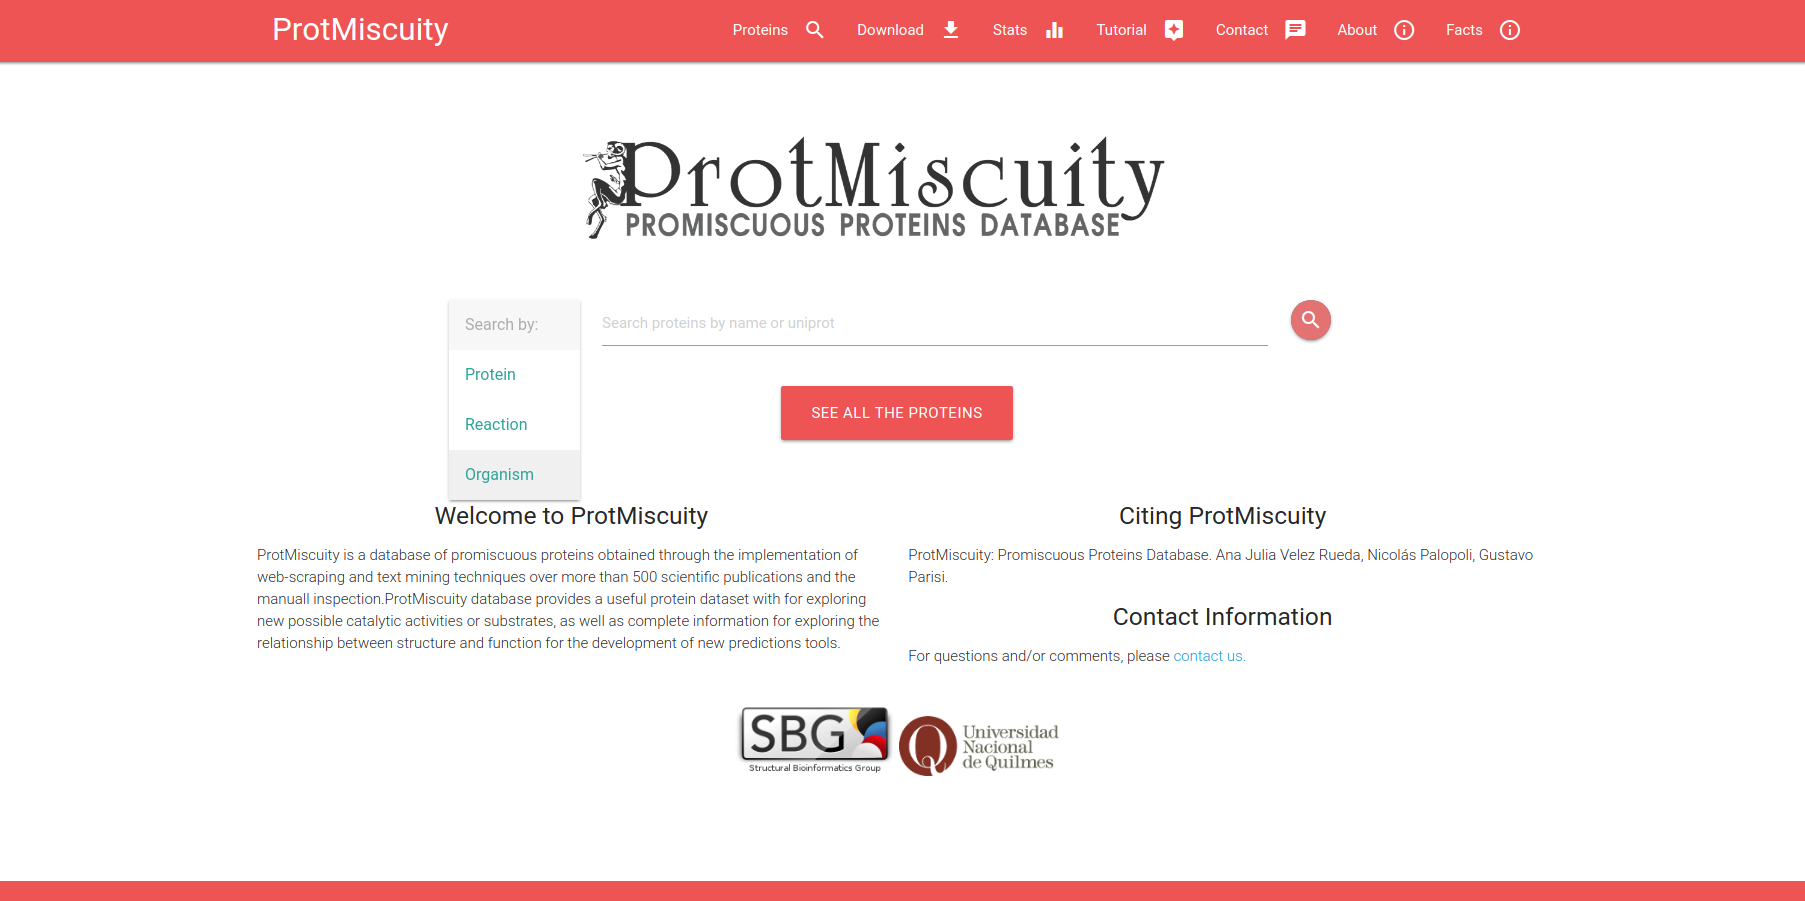 ProtMiscuity
Proteins
Download
Stats
Tutorial
Contact
About
Facts
ProtMiscuity
PROMISCUOUS PROTEINS DATABASE
Search by:
Protein
Reaction
Organism
Search proteins by name or uniprot
SEE ALL THE PROTEINS
Welcome to ProtMiscuity
ProtMiscuity is a database of promiscuous proteins obtained through the implementation of
web-scraping and text mining techniques over more than 500 scientific publications and the
manuall inspection.ProtMiscuity database provides a useful protein dataset with for exploring
new possible catalytic activities or substrates, as well as complete information for exploring the
relationship between structure and function for the development of new predictions tools.
Citing ProtMiscuity
ProtMiscuity: Promiscuous Proteins Database. Ana Julia Velez Rueda, Nicolás Palopoli, Gustavo
Parisi.
Contact Information
For questions and/or comments, please contact us.
SBG
Structural Bioinformatics Group
Universidad
Nacional
de Quilmes